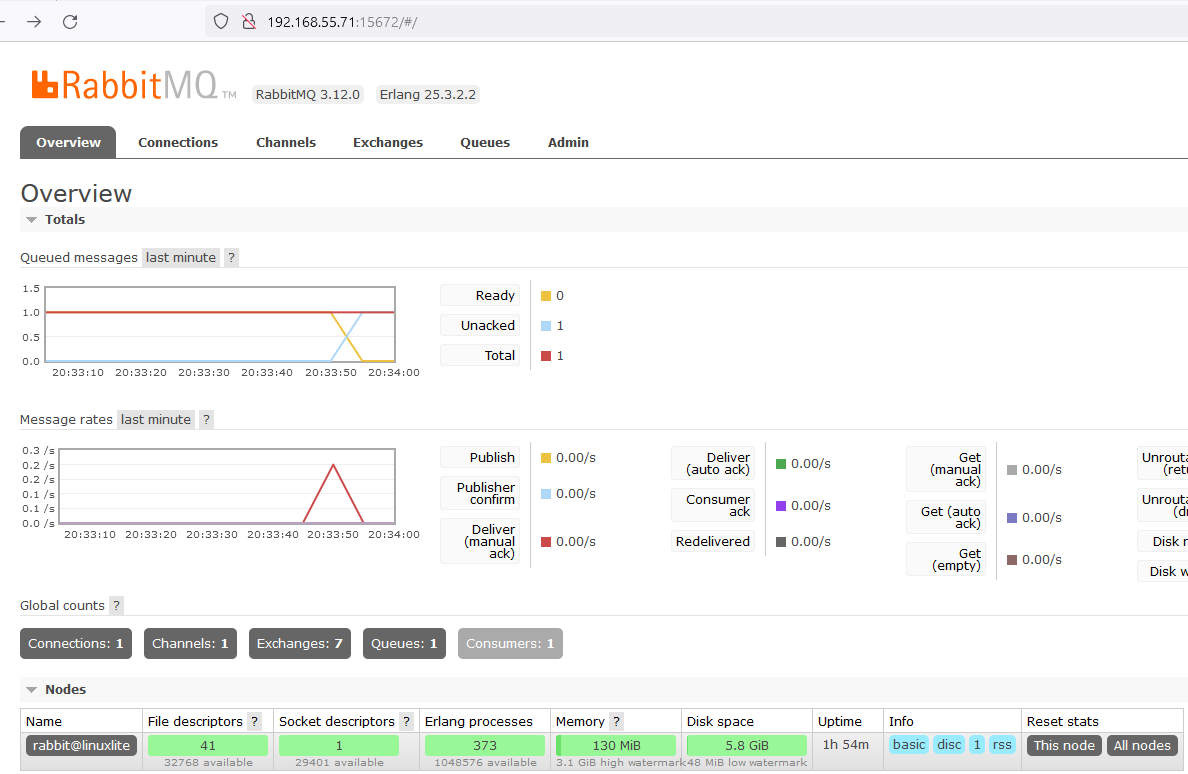 192.168.55.71:15672/#/
RabbitMQ TM RabbitMQ 3.12.0 Erlang 25.3.2.2
Overview Connections Channels Exchanges Queues Admin
Overview
Totals
Queued messages last minute ?
1.5
1.0
0.5
0.0
20:33:10 20:33:20 20:33:30 20:33:40 20:33:50 20:34:00
Ready 0
Unacked 1
Total 1
Message rates last minute ?
0.3 /s
0.2 /s
0.2 /s
0.1 /s
0.1 /s
0.0 /s
20:33:10 20:33:20 20:33:30 20:33:40 20:33:50 20:34:00
Publish 0.00/s
Publisher
confirm 0.00/s
Deliver
(manual
ack) 0.00/s
Deliver
(auto ack) 0.00/s
Consumer
ack 0.00/s
Redelivered 0.00/s
Get
(manual
ack) 0.00/s
Get (auto
ack) 0.00/s
Get
(empty) 0.00/s
Unrouta
(retu
Unrouta
(dr
Disk r
Disk w
Global counts ?
Connections: 1 Channels: 1 Exchanges: 7 Queues: 1 Consumers: 1
Nodes
Name File descriptors ? Socket descriptors ? Erlang processes Memory ? Disk space Uptime Info Reset stats
rabbit@linuxlite 41 1 373 130 MiB 5.8 GiB 1h 54m basic disc 1 rss This node All nodes
32768 available 29401 available 1048576 available 3.1 GiB high watermark 48 MiB low watermark